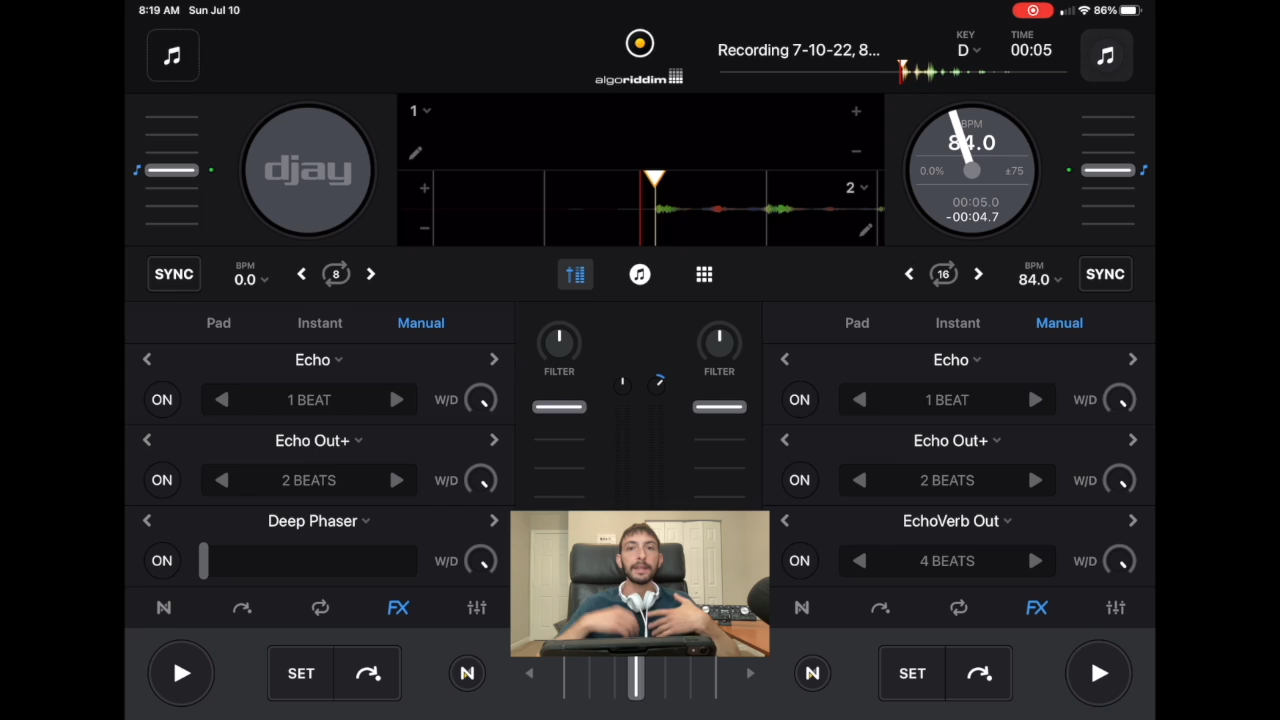 8:19 AM Sun Jul 10
86%
algoriddim
Recording 7-10-22, 8...
KEY
D
TIME
00:05
djay
1
2
BPM
84.0
0.0%
±75
00:05.0
-00:04.7
SYNC
BPM
0.0
8
16
BPM
84.0
SYNC
Pad Instant Manual
Echo
ON 1 BEAT W/D
Echo Out+
ON 2 BEATS W/D
Deep Phaser
ON W/D
FX
SET
FILTER
FILTER
Pad Instant Manual
Echo
ON 1 BEAT W/D
Echo Out+
ON 2 BEATS W/D
EchoVerb Out
ON 4 BEATS W/D
FX
SET